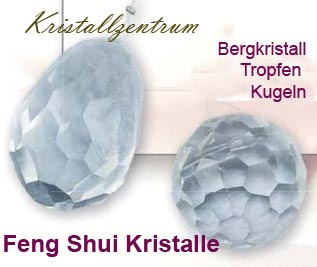 Kristallzentrum
Bergkristall
Tropfen
Kugeln
Feng Shui Kristalle